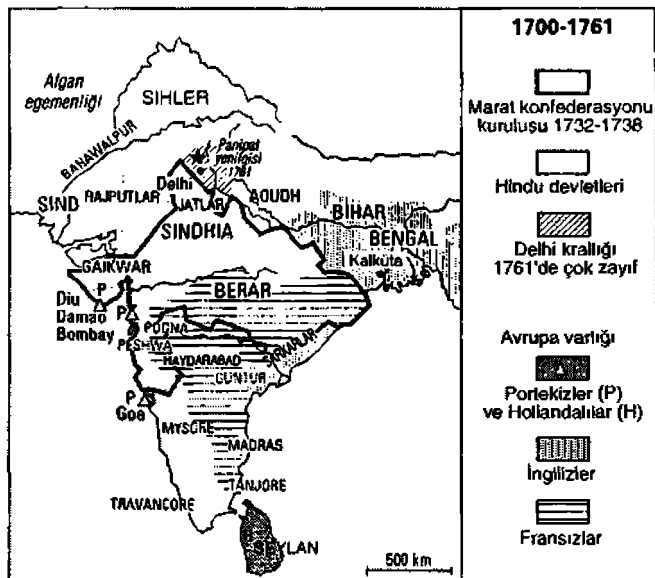 Afgan
egemenliği
SIHLER
BANAWALPUR
Panipat
yenilgisi
1761
Delhi
RAJPUTLAR
JATLAR
AOUDH
SIND
SINDHIA
BIHAR
BENGAL
Kalküta
GAIKWAR
P
Diu
Damao
Bombay
P
BERAR
POONA
PESHWA
HAYDARABAD
SARKARLAR
GUNTUR
P
Goa
MYSORE
MADRAS
TANJORE
TRAVANCORE
SEYLAN
500 km
1700-1761
Marat konfederasyonu
kuruluşu 1732-1738
Hindu devletleri
Delhi krallığı
1761'de çok zayıf
Avrupa varlığı
Portekizler (P)
ve Hollandalılar (H)
İngilizler
Fransızlar